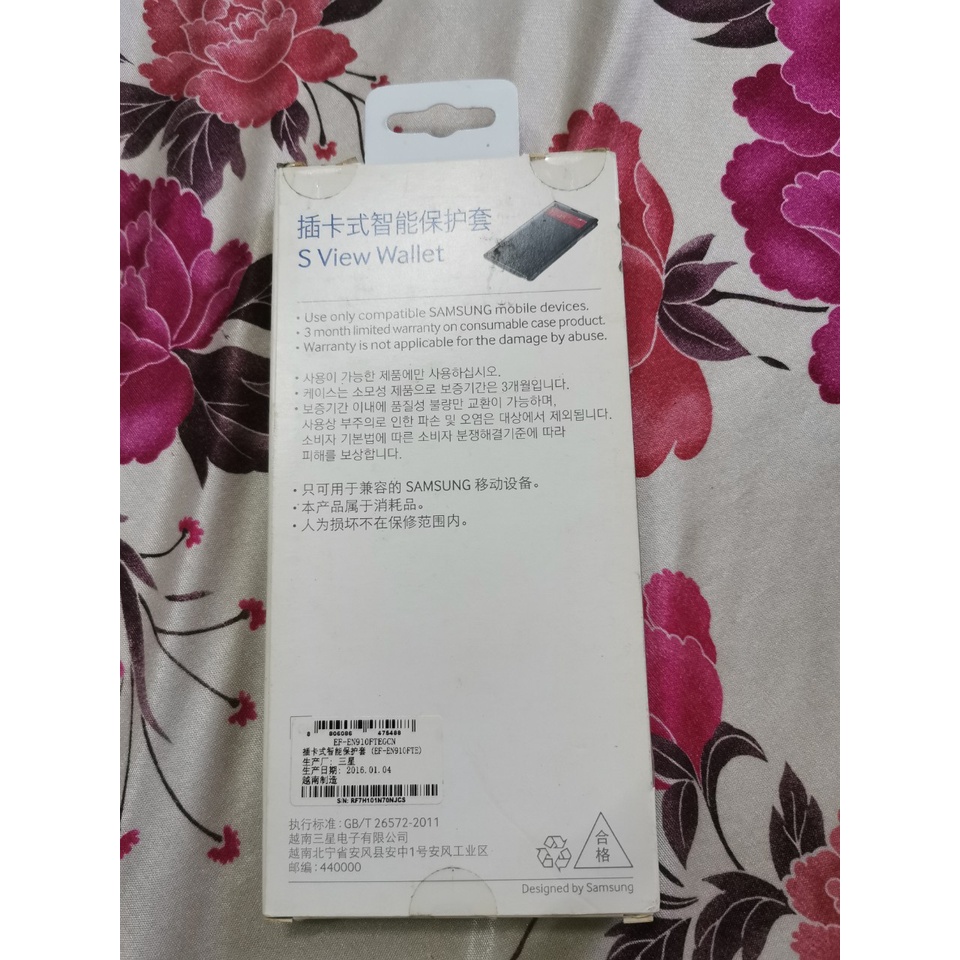 插卡式智能保护套
S View Wallet
• Use only compatible SAMSUNG mobile devices.
• 3 month limited warranty on consumable case product.
• Warranty is not applicable for the damage by abuse.
• 사용이 가능한 제품에만 사용하십시오.
• 케이스는 소모성 제품으로 보증기간은 3개월입니다.
• 보증기간 이내에 품질성 불량만 교환이 가능하며,
사용상 부주의로 인한 파손 및 오염은 대상에서 제외됩니다.
소비자 기본법에 따른 소비자 분쟁해결기준에 따라
피해를 보상합니다.
• 只可用于兼容的 SAMSUNG 移动设备。
• 本产品属于消耗品。
• 人为损坏不在保修范围内。
8 806086 475488
EF-EN910FTEGCN
插卡式智能保护套 (EF-EN910FTE)
生产厂: 三星
生产日期: 2016.01.04
越南制造
S/N: RF7H101N70NJGS
执行标准 : GB/T 26572-2011
越南三星电子有限公司
越南北宁省安风县安中1号安风工业区
邮编 : 440000
合格
Designed by Samsung